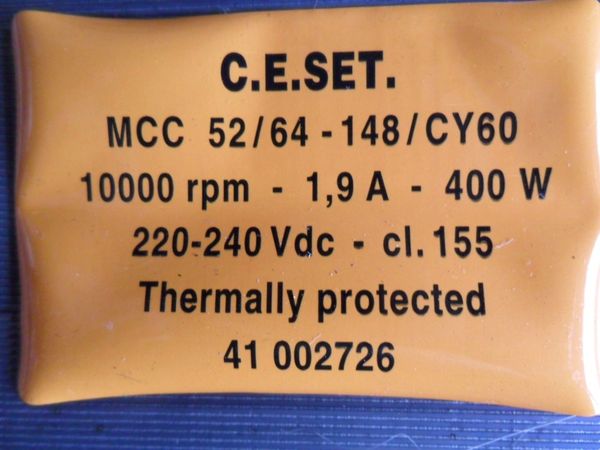 C.E.SET.
MCC 52/64 - 148/CY60
10000 rpm - 1,9 A - 400 W
220-240 Vdc - cl. 155
Thermally protected
41 002726